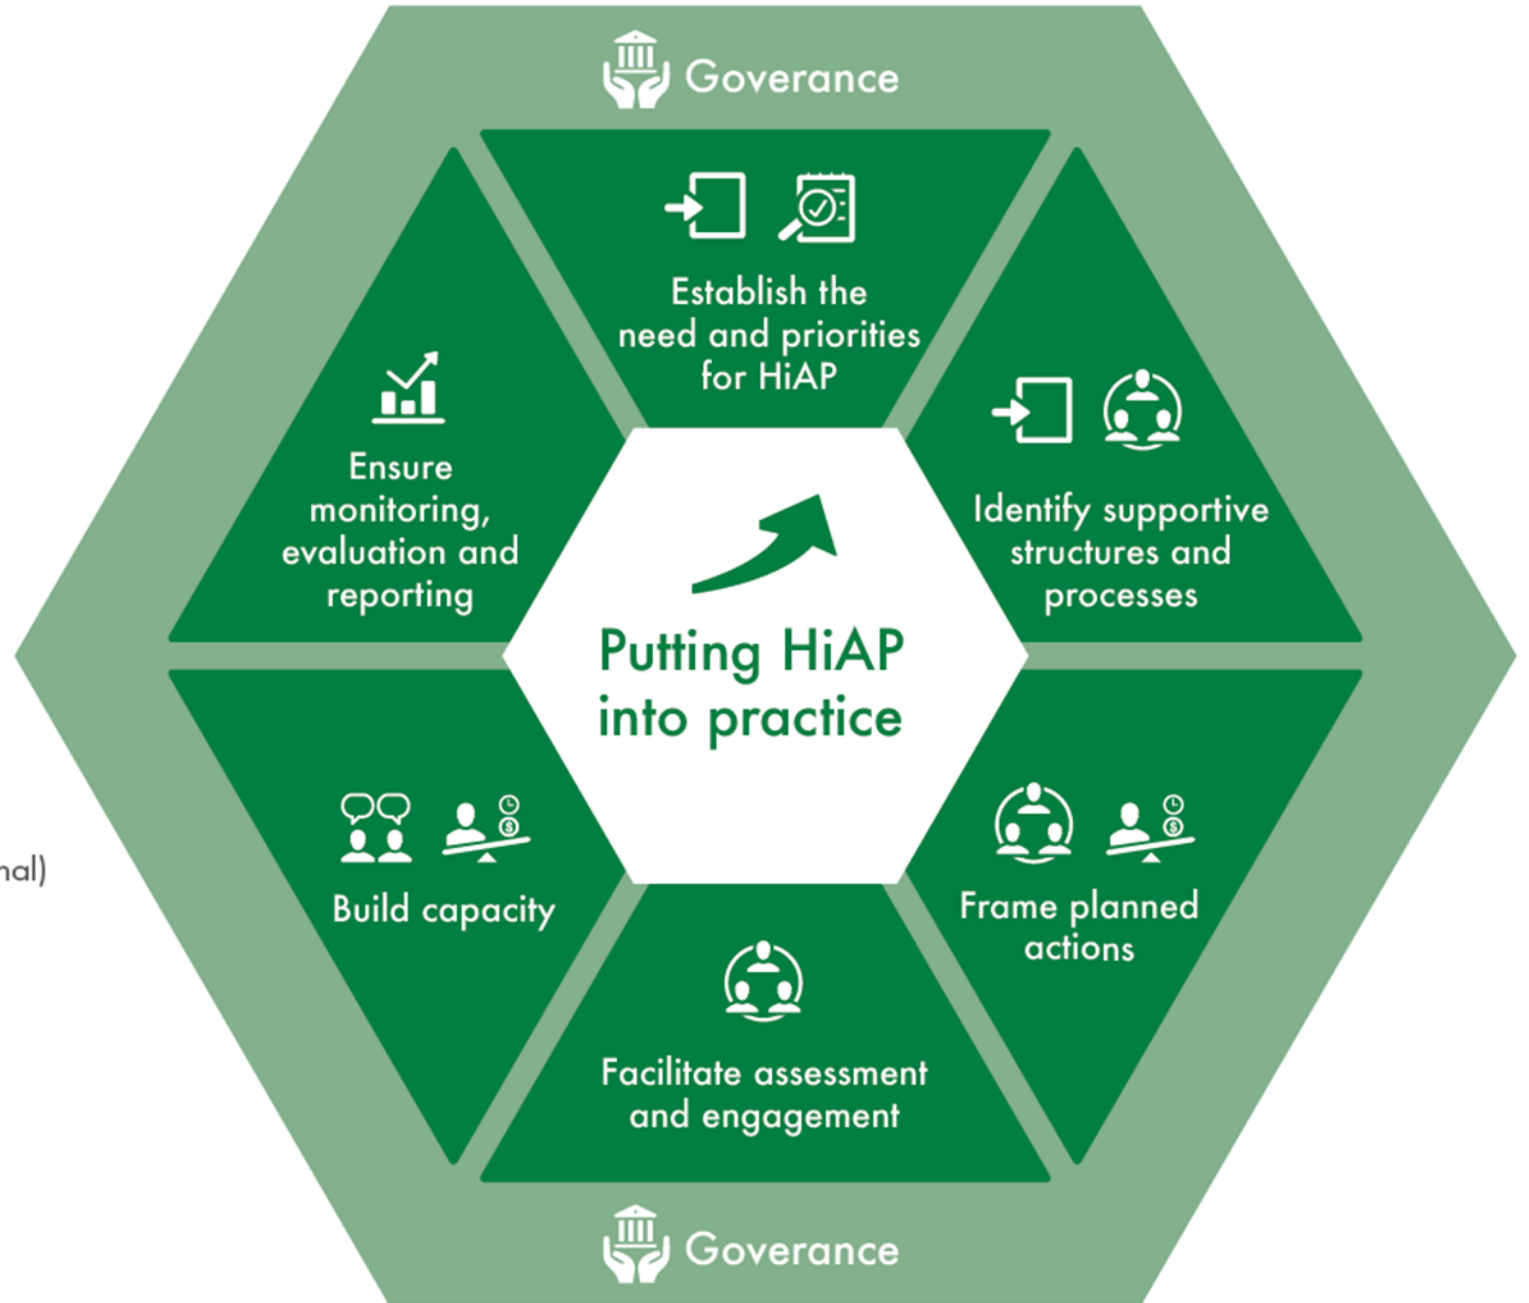 Goverance
Establish the
need and priorities
for HiAP
Identify supportive
structures and
processes
Frame planned
actions
Facilitate assessment
and engagement
Build capacity
Ensure
monitoring,
evaluation and
reporting
Putting HiAP
into practice
Goverance